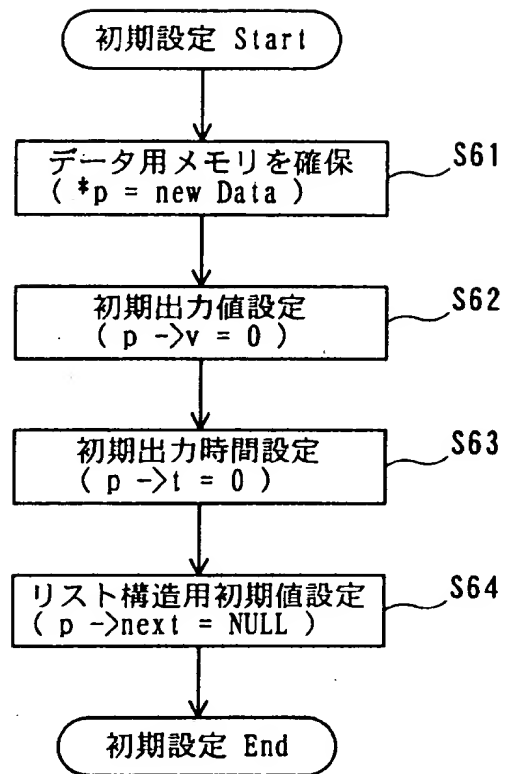 初期設定 Start
データ用メモリを確保
( *p = new Data )
S61
初期出力値設定
( p ->v = 0 )
S62
初期出力時間設定
( p ->t = 0 )
S63
リスト構造用初期値設定
( p ->next = NULL )
S64
初期設定 End